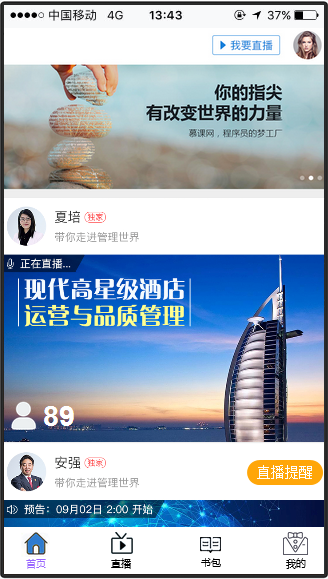 中国移动 4G 13:43 37%
我要直播
你的指尖
有改变世界的力量
慕课网，程序员的梦工厂
夏培 独家
带你走进管理世界
正在直播...
现代高星级酒店
运营与品质管理
89
安强 独家
带你走进管理世界
直播提醒
预告：09月02日 2:00 开始
首页 直播 书包 我的